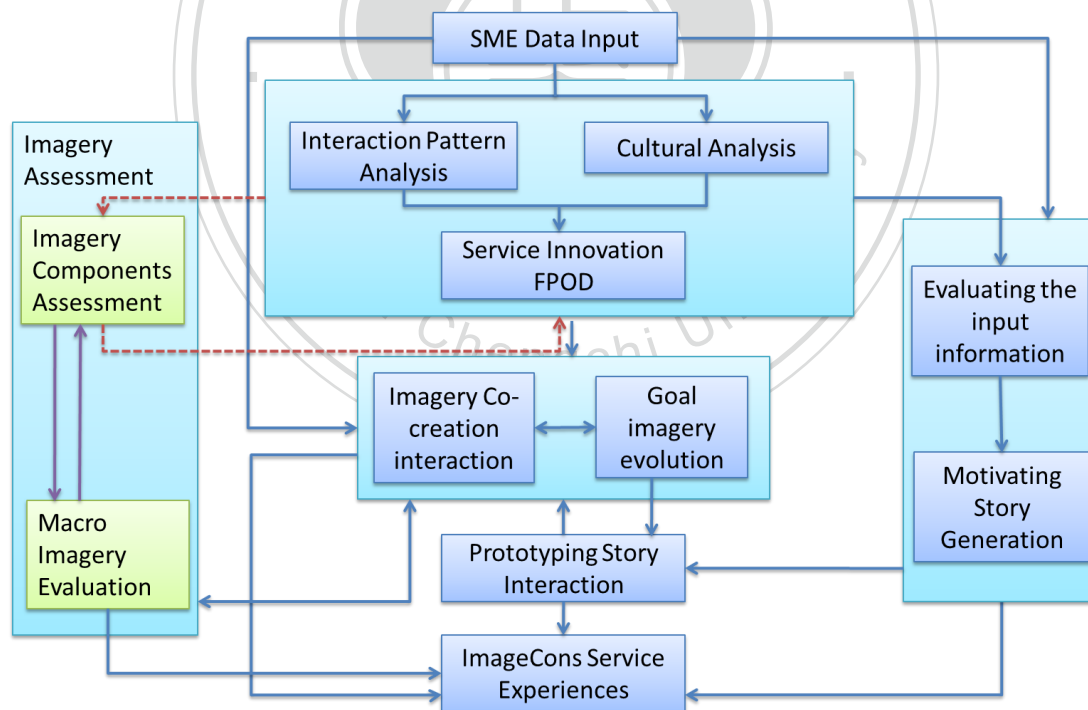 SME Data Input
Imagery
Assessment
Interaction Pattern
Analysis
Cultural Analysis
Imagery
Components
Assessment
Service Innovation
FPOD
Evaluating the
input
information
Imagery Co-
creation
interaction
Goal
imagery
evolution
Motivating
Story
Generation
Macro
Imagery
Evaluation
Prototyping Story
Interaction
ImageCons Service
Experiences